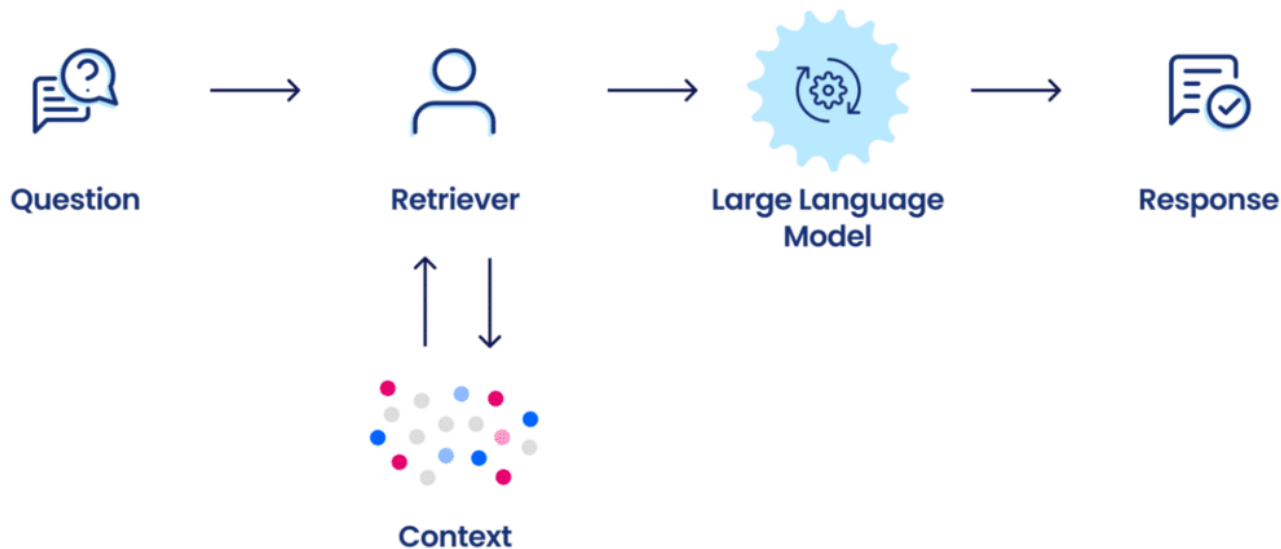 ?
Question
Retriever
Large Language
Model
Response
Context